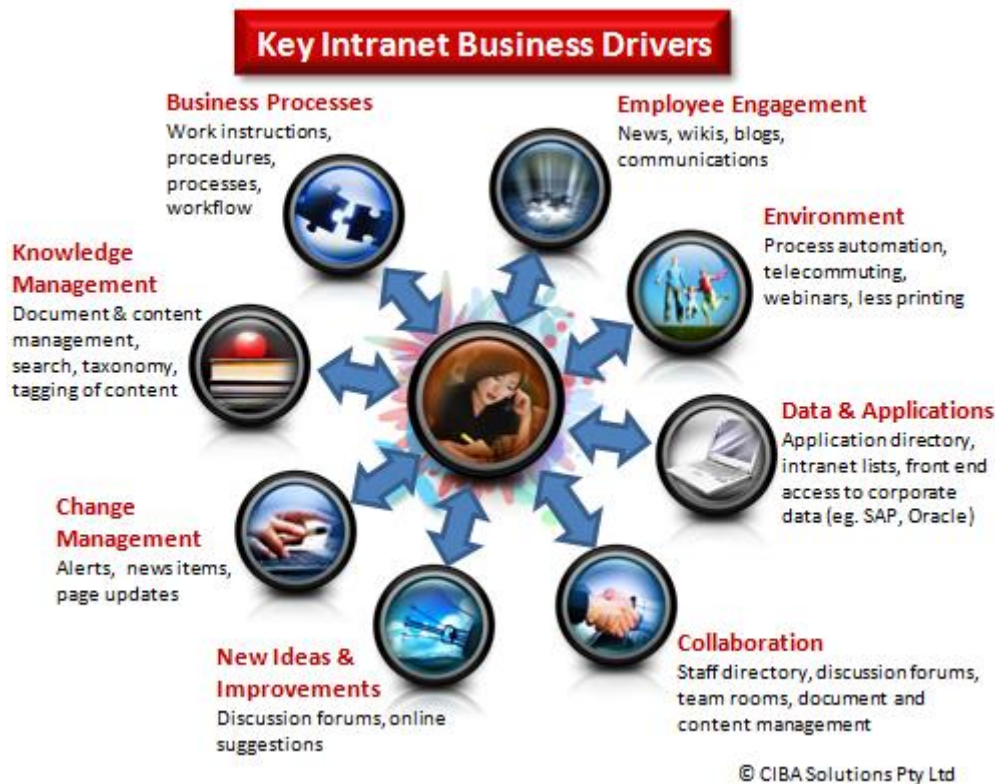 Key Intranet Business Drivers
Business Processes
Work instructions,
procedures,
processes,
workflow
Employee Engagement
News, wikis, blogs,
communications
Environment
Process automation,
telecommuting,
webinars, less printing
Knowledge
Management
Document & content
management,
search, taxonomy,
tagging of content
Data & Applications
Application directory,
intranet lists, front end
access to corporate
data (eg. SAP, Oracle)
Change
Management
Alerts, news items,
page updates
New Ideas &
Improvements
Discussion forums, online
suggestions
Collaboration
Staff directory, discussion forums,
team rooms, document and
content management
© CIBA Solutions Pty Ltd